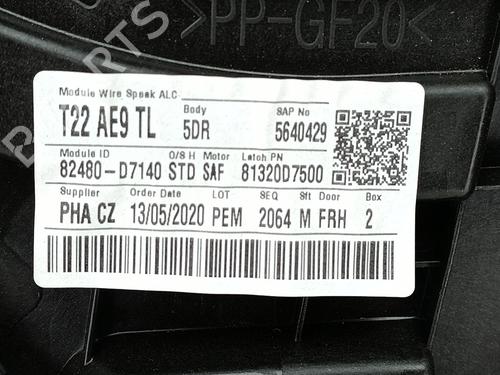 >PP-GF20<
Module Wire Speak ALC
T22 AE9 TL Body 5DR SAP No 5640429
Module ID O/S H Motor Latch PN
82480-D7140 STD SAF 81320D7500
Supplier Order Date LOT SEQ Sft Door Box
PHA CZ 13/05/2020 PEM 2064 M FRH 2